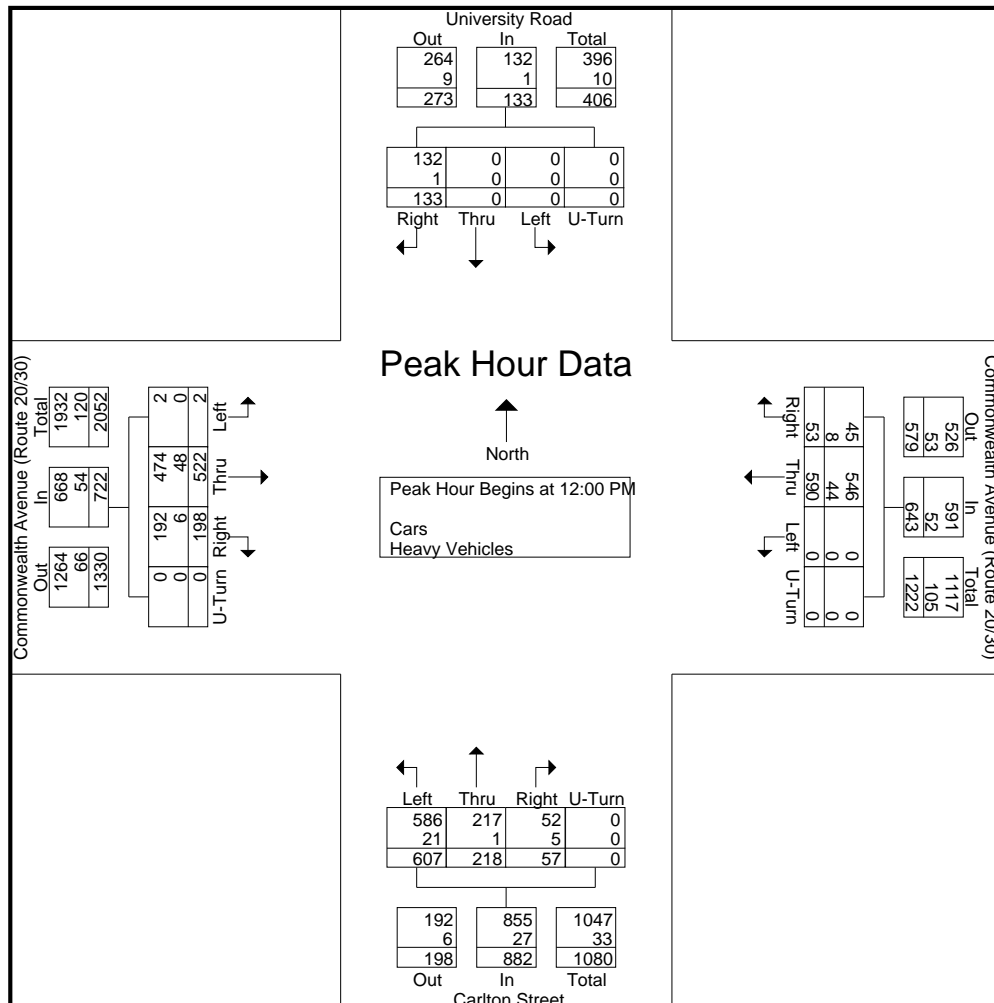 University Road
Out In Total
264 132 396
9 1 10
273 133 406
132 0 0 0
1 0 0 0
133 0 0 0
Right Thru Left U-Turn
Peak Hour Data
North
Peak Hour Begins at 12:00 PM
Cars
Heavy Vehicles
Commonwealth Avenue (Route 20/30)
Total In Out
1932 668 1264
120 54 66
2052 722 1330
2 474 192 0
0 48 6 0
2 522 198 0
Left Thru Right U-Turn
Commonwealth Avenue (Route 20/30)
Out In Total
526 591 1117
53 52 105
579 643 1222
45 546 0 0
8 44 0 0
53 590 0 0
Right Thru Left U-Turn
Left Thru Right U-Turn
586 217 52 0
21 1 5 0
607 218 57 0
192 855 1047
6 27 33
198 882 1080
Out In Total
Carlton Street